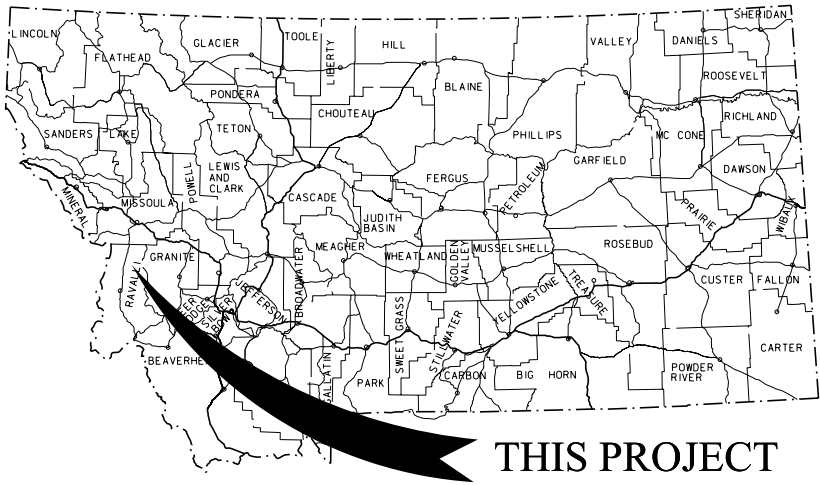 SHERIDAN
LINCOLN
FLATHEAD
GLACIER
TOOLE
LIBERTY
HILL
VALLEY
DANIELS
ROOSEVELT
PONDERA
BLAINE
CHOUTEAU
RICHLAND
SANDERS
LAKE
TETON
PHILLIPS
MC CONE
GARFIELD
LEWIS
AND
CLARK
POWELL
FERGUS
PETROLEUM
DAWSON
MINERAL
MISSOULA
CASCADE
JUDITH
BASIN
PRAIRIE
WIBAUX
GRANITE
MEAGHER
WHEATLAND
GOLDEN
VALLEY
MUSSELSHELL
ROSEBUD
BROADWATER
RAVALLI
JEFFERSON
SILVER
SWEET GRASS
STILLWATER
YELLOWSTONE
TREASURE
CUSTER
FALLON
CARTER
BEAVERHE
GALLATIN
PARK
CARBON
BIG HORN
POWDER
RIVER
THIS PROJECT